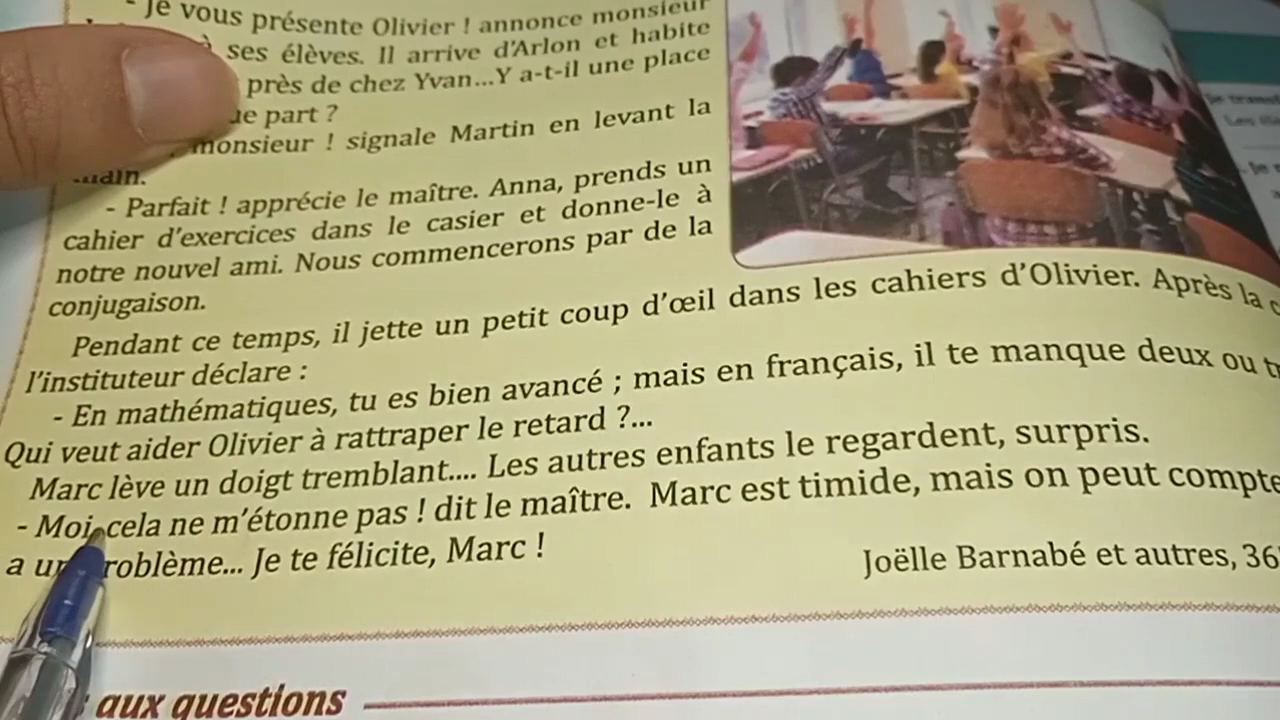 - Je vous présente Olivier ! annonce monsieur
ses élèves. Il arrive d'Arlon et habite
près de chez Yvan...Y a-t-il une place
part ?
monsieur ! signale Martin en levant la
- Parfait ! apprécie le maître. Anna, prends un
cahier d'exercices dans le casier et donne-le à
notre nouvel ami. Nous commencerons par de la
conjugaison.
Pendant ce temps, il jette un petit coup d'œil dans les cahiers d'Olivier. Après la
l'instituteur déclare :
- En mathématiques, tu es bien avancé ; mais en français, il te manque deux ou
Qui veut aider Olivier à rattraper le retard ?...
Marc lève un doigt tremblant.... Les autres enfants le regardent, surpris.
- Moi, cela ne m'étonne pas ! dit le maître. Marc est timide, mais on peut
a ... Je te félicite, Marc !
Joëlle Barnabé et autres, 36
aux questions